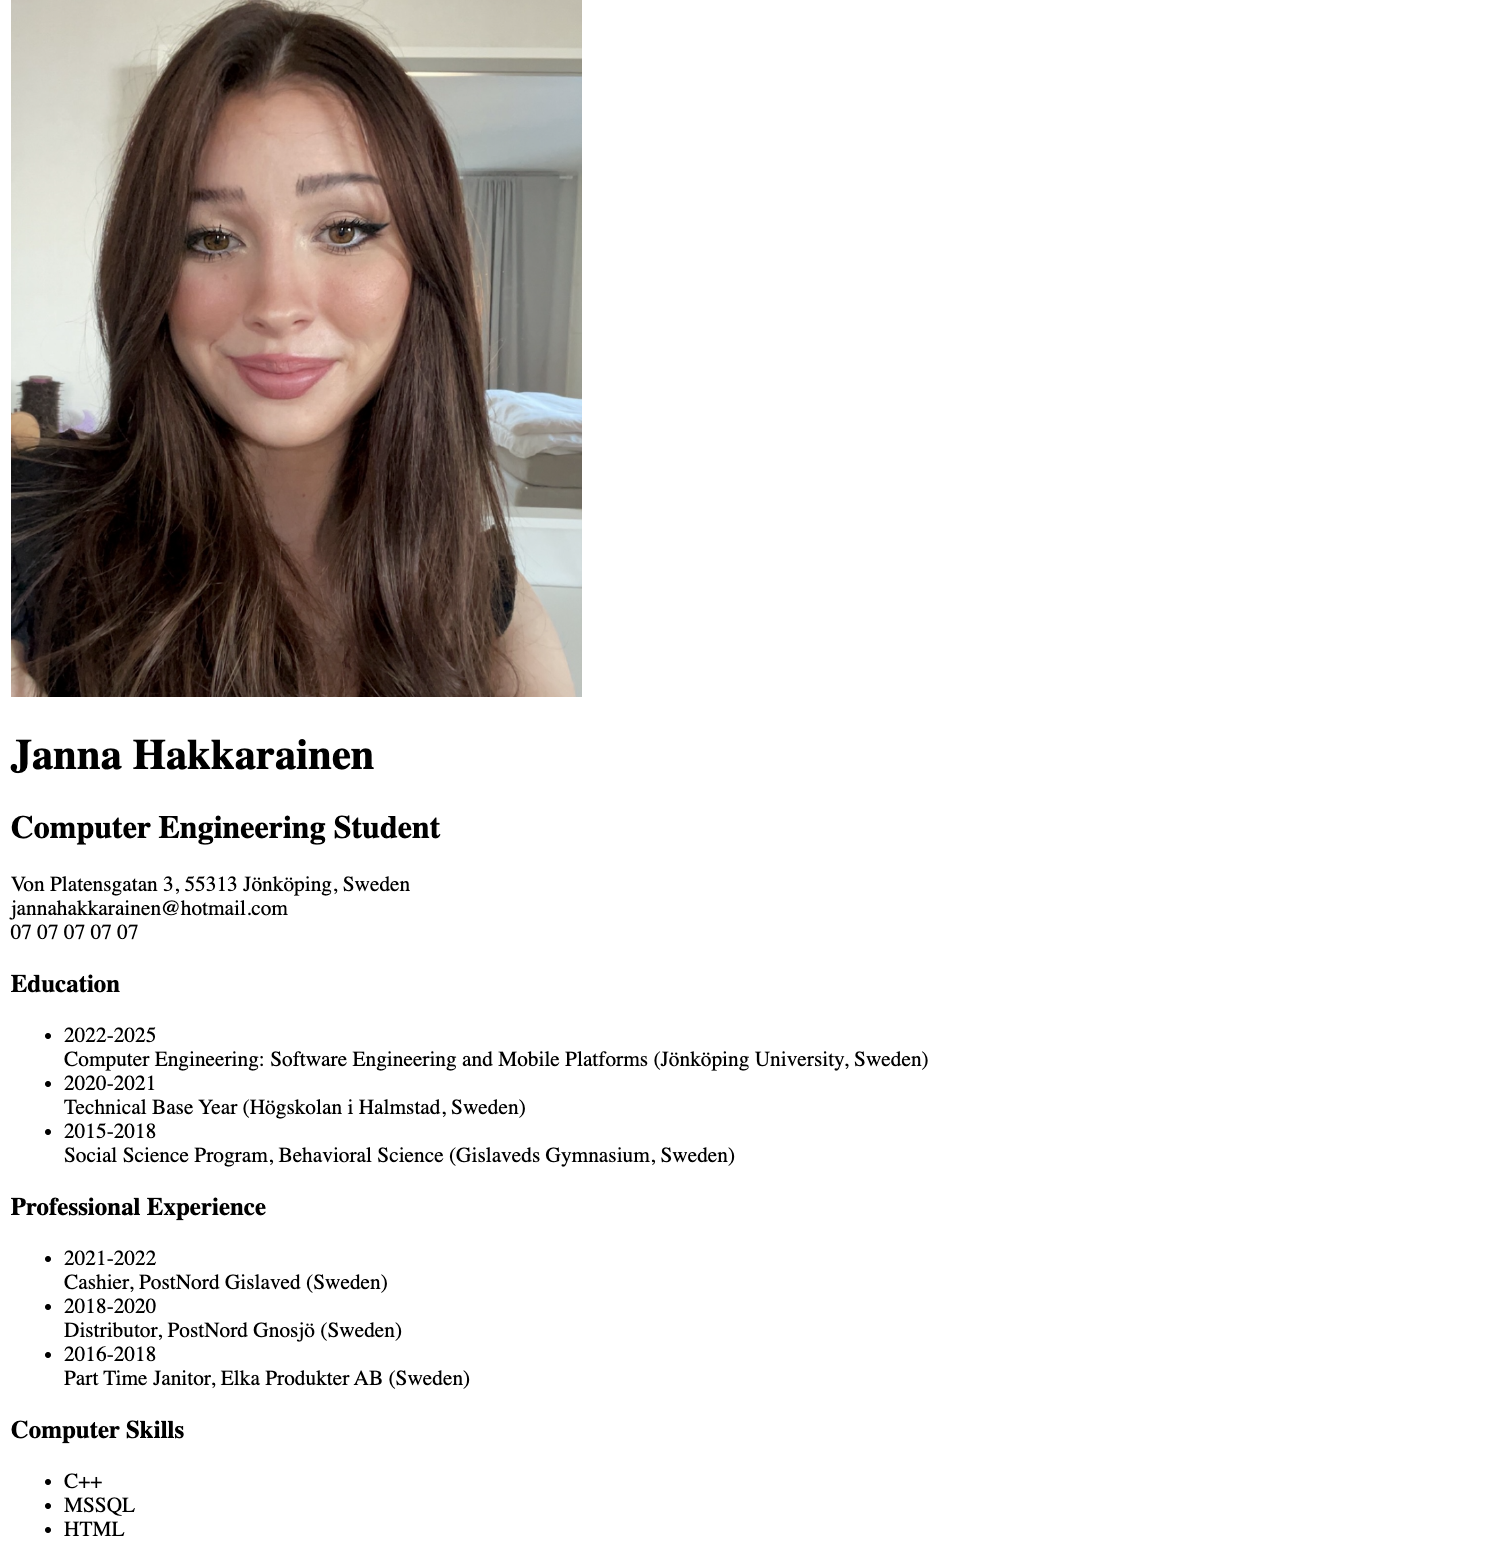 Janna Hakkarainen
Computer Engineering Student
Von Platensgatan 3, 55313 Jönköping, Sweden
jannahakkarainen@hotmail.com
07 07 07 07 07
Education
• 2022-2025
Computer Engineering: Software Engineering and Mobile Platforms (Jönköping University, Sweden)
• 2020-2021
Technical Base Year (Högskolan i Halmstad, Sweden)
• 2015-2018
Social Science Program, Behavioral Science (Gislaveds Gymnasium, Sweden)
Professional Experience
• 2021-2022
Cashier, PostNord Gislaved (Sweden)
• 2018-2020
Distributor, PostNord Gnosjö (Sweden)
• 2016-2018
Part Time Janitor, Elka Produkter AB (Sweden)
Computer Skills
• C++
• MSSQL
• HTML